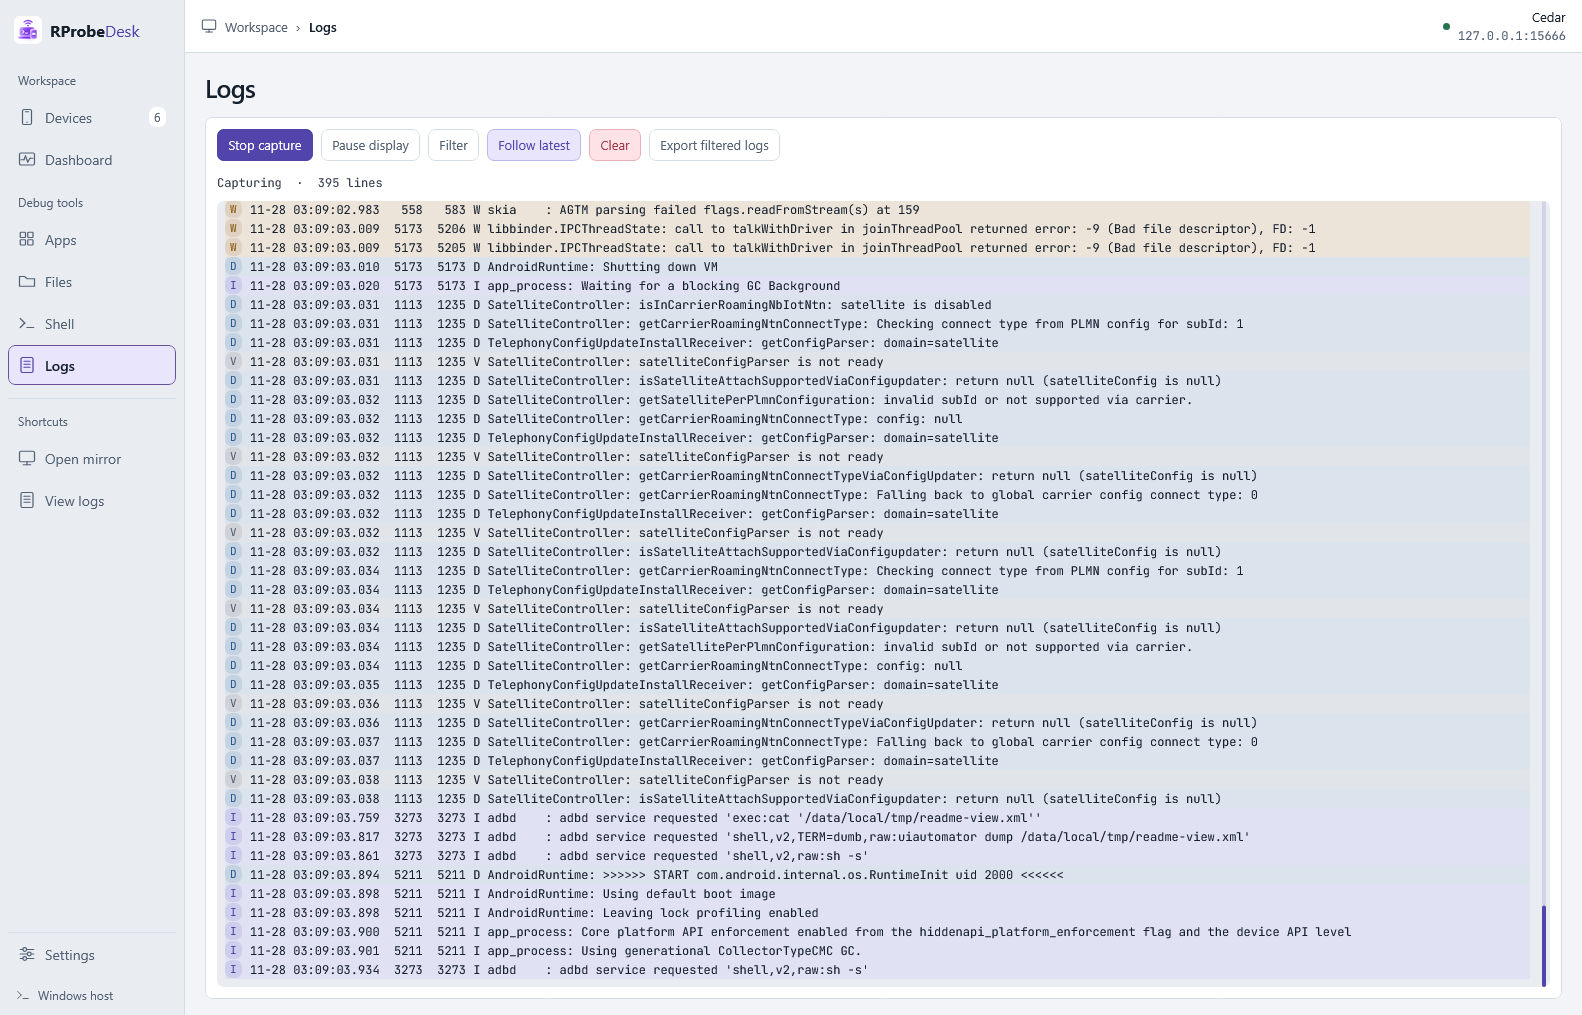 RProbeDesk
Workspace
Devices 6
Dashboard
Debug tools
Apps
Files
Shell
Logs
Shortcuts
Open mirror
View logs
Settings
Windows host
Workspace › Logs
Cedar
127.0.0.1:15666
Logs
Stop capture Pause display Filter Follow latest Clear Export filtered logs
Capturing · 395 lines
W 11-28 03:09:02.983 558 583 W skia : AGTM parsing failed flags.readFromStream(s) at 159
W 11-28 03:09:03.009 5173 5206 W libbinder.IPCThreadState: call to talkWithDriver in joinThreadPool returned error: -9 (Bad file descriptor), FD: -1
W 11-28 03:09:03.009 5173 5205 W libbinder.IPCThreadState: call to talkWithDriver in joinThreadPool returned error: -9 (Bad file descriptor), FD: -1
D 11-28 03:09:03.010 5173 5173 D AndroidRuntime: Shutting down VM
I 11-28 03:09:03.020 5173 5173 I app_process: Waiting for a blocking GC Background
D 11-28 03:09:03.031 1113 1235 D SatelliteController: isInCarrierRoamingNbIotNtn: satellite is disabled
D 11-28 03:09:03.031 1113 1235 D SatelliteController: getCarrierRoamingNtnConnectType: Checking connect type from PLMN config for subId: 1
D 11-28 03:09:03.031 1113 1235 D TelephonyConfigUpdateInstallReceiver: getConfigParser: domain=satellite
V 11-28 03:09:03.031 1113 1235 V SatelliteController: satelliteConfigParser is not ready
D 11-28 03:09:03.031 1113 1235 D SatelliteController: isSatelliteAttachSupportedViaConfigupdater: return null (satelliteConfig is null)
D 11-28 03:09:03.032 1113 1235 D SatelliteController: getSatellitePerPlmnConfiguration: invalid subId or not supported via carrier.
D 11-28 03:09:03.032 1113 1235 D SatelliteController: getCarrierRoamingNtnConnectType: config: null
D 11-28 03:09:03.032 1113 1235 D TelephonyConfigUpdateInstallReceiver: getConfigParser: domain=satellite
V 11-28 03:09:03.032 1113 1235 V SatelliteController: satelliteConfigParser is not ready
D 11-28 03:09:03.032 1113 1235 D SatelliteController: getCarrierRoamingNtnConnectTypeViaConfigUpdater: return null (satelliteConfig is null)
D 11-28 03:09:03.032 1113 1235 D SatelliteController: getCarrierRoamingNtnConnectType: Falling back to global carrier config connect type: 0
D 11-28 03:09:03.032 1113 1235 D TelephonyConfigUpdateInstallReceiver: getConfigParser: domain=satellite
V 11-28 03:09:03.032 1113 1235 V SatelliteController: satelliteConfigParser is not ready
D 11-28 03:09:03.032 1113 1235 D SatelliteController: isSatelliteAttachSupportedViaConfigupdater: return null (satelliteConfig is null)
D 11-28 03:09:03.034 1113 1235 D SatelliteController: getCarrierRoamingNtnConnectType: Checking connect type from PLMN config for subId: 1
D 11-28 03:09:03.034 1113 1235 D TelephonyConfigUpdateInstallReceiver: getConfigParser: domain=satellite
V 11-28 03:09:03.034 1113 1235 V SatelliteController: satelliteConfigParser is not ready
D 11-28 03:09:03.034 1113 1235 D SatelliteController: isSatelliteAttachSupportedViaConfigupdater: return null (satelliteConfig is null)
D 11-28 03:09:03.034 1113 1235 D SatelliteController: getSatellitePerPlmnConfiguration: invalid subId or not supported via carrier.
D 11-28 03:09:03.034 1113 1235 D SatelliteController: getCarrierRoamingNtnConnectType: config: null
D 11-28 03:09:03.035 1113 1235 D TelephonyConfigUpdateInstallReceiver: getConfigParser: domain=satellite
V 11-28 03:09:03.036 1113 1235 V SatelliteController: satelliteConfigParser is not ready
D 11-28 03:09:03.036 1113 1235 D SatelliteController: getCarrierRoamingNtnConnectTypeViaConfigUpdater: return null (satelliteConfig is null)
D 11-28 03:09:03.037 1113 1235 D SatelliteController: getCarrierRoamingNtnConnectType: Falling back to global carrier config connect type: 0
D 11-28 03:09:03.037 1113 1235 D TelephonyConfigUpdateInstallReceiver: getConfigParser: domain=satellite
V 11-28 03:09:03.038 1113 1235 V SatelliteController: satelliteConfigParser is not ready
D 11-28 03:09:03.038 1113 1235 D SatelliteController: isSatelliteAttachSupportedViaConfigupdater: return null (satelliteConfig is null)
I 11-28 03:09:03.759 3273 3273 I adbd : adbd service requested 'exec:cat '/data/local/tmp/readme-view.xml''
I 11-28 03:09:03.817 3273 3273 I adbd : adbd service requested 'shell,v2,TERM=dumb,raw:uiautomator dump /data/local/tmp/readme-view.xml'
I 11-28 03:09:03.861 3273 3273 I adbd : adbd service requested 'shell,v2,raw:sh -s'
D 11-28 03:09:03.894 5211 5211 D AndroidRuntime: >>>>>> START com.android.internal.os.RuntimeInit uid 2000 <<<<<<
I 11-28 03:09:03.898 5211 5211 I AndroidRuntime: Using default boot image
I 11-28 03:09:03.898 5211 5211 I AndroidRuntime: Leaving lock profiling enabled
I 11-28 03:09:03.900 5211 5211 I app_process: Core platform API enforcement enabled from the hiddenapi_platform_enforcement flag and the device API level
I 11-28 03:09:03.901 5211 5211 I app_process: Using generational CollectorTypeCMC GC.
I 11-28 03:09:03.934 3273 3273 I adbd : adbd service requested 'shell,v2,raw:sh -s'